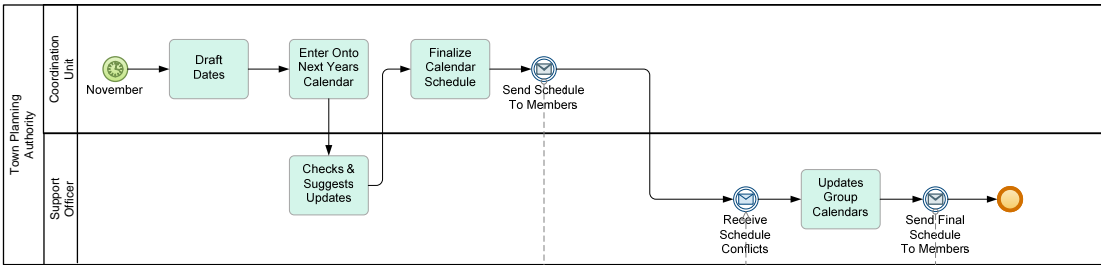 Town Planning
Authority
Coordination
Unit
November
Draft
Dates
Enter Onto
Next Years
Calendar
Finalize
Calendar
Schedule
Send Schedule
To Members
Support
Officer
Checks &
Suggests
Updates
Receive
Schedule
Conflicts
Updates
Group
Calendars
Send Final
Schedule
To Members